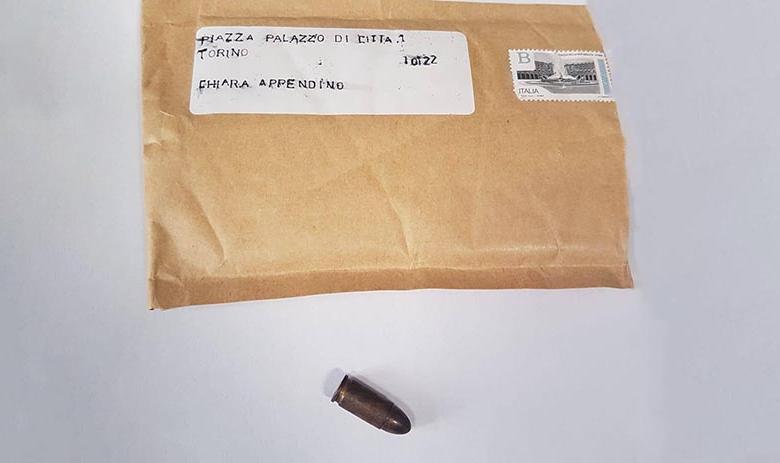 PIAZZA PALAZZO DI CITTA.1
TORINO 10122
CHIARA APPENDINO
B
ITALIA